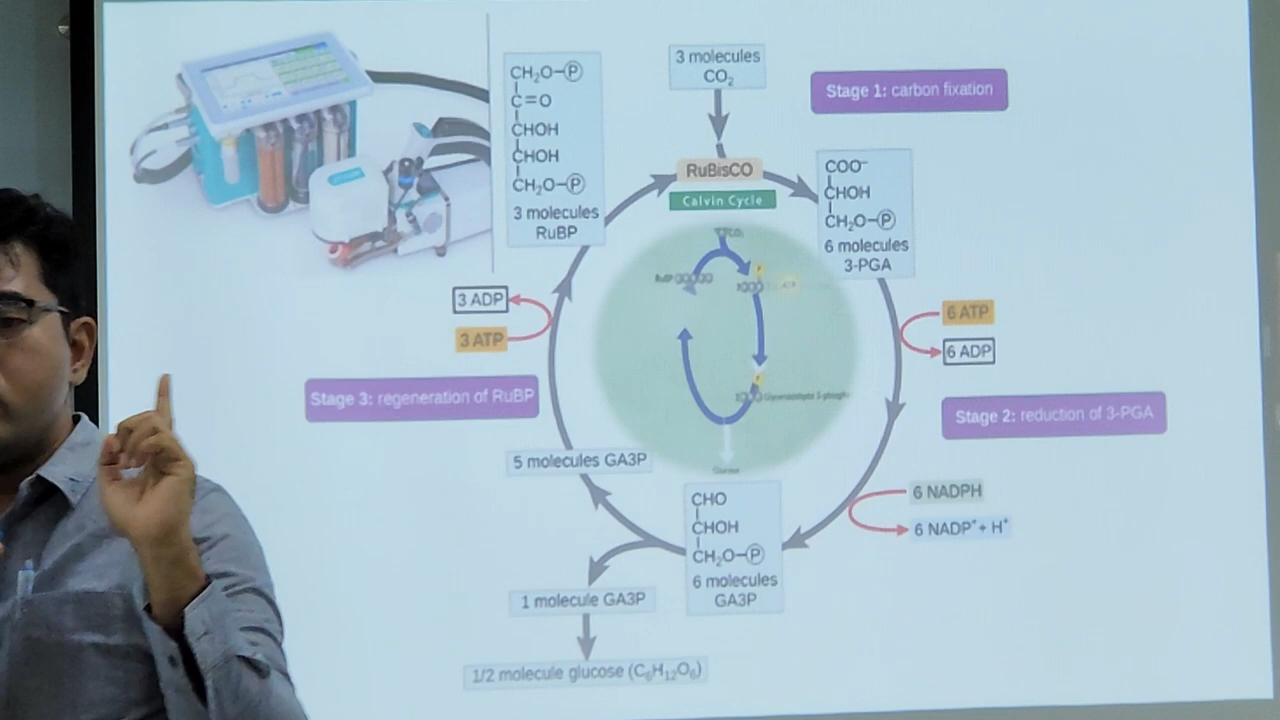 CH₂O–P
C=O
CHOH
CHOH
CH₂O–P
3 molecules
RuBP
3 molecules
CO₂
Stage 1: carbon fixation
RuBisCO
Calvin Cycle
COO⁻
CHOH
CH₂O–P
6 molecules
3-PGA
3 ADP
3 ATP
6 ATP
6 ADP
Stage 3: regeneration of RuBP
Stage 2: reduction of 3-PGA
5 molecules GA3P
6 NADPH
6 NADP⁺+ H⁺
Glucose
CHO
CHOH
CH₂O–P
6 molecules
GA3P
1 molecule GA3P
1/2 molecule glucose (C₆H₁₂O₆)